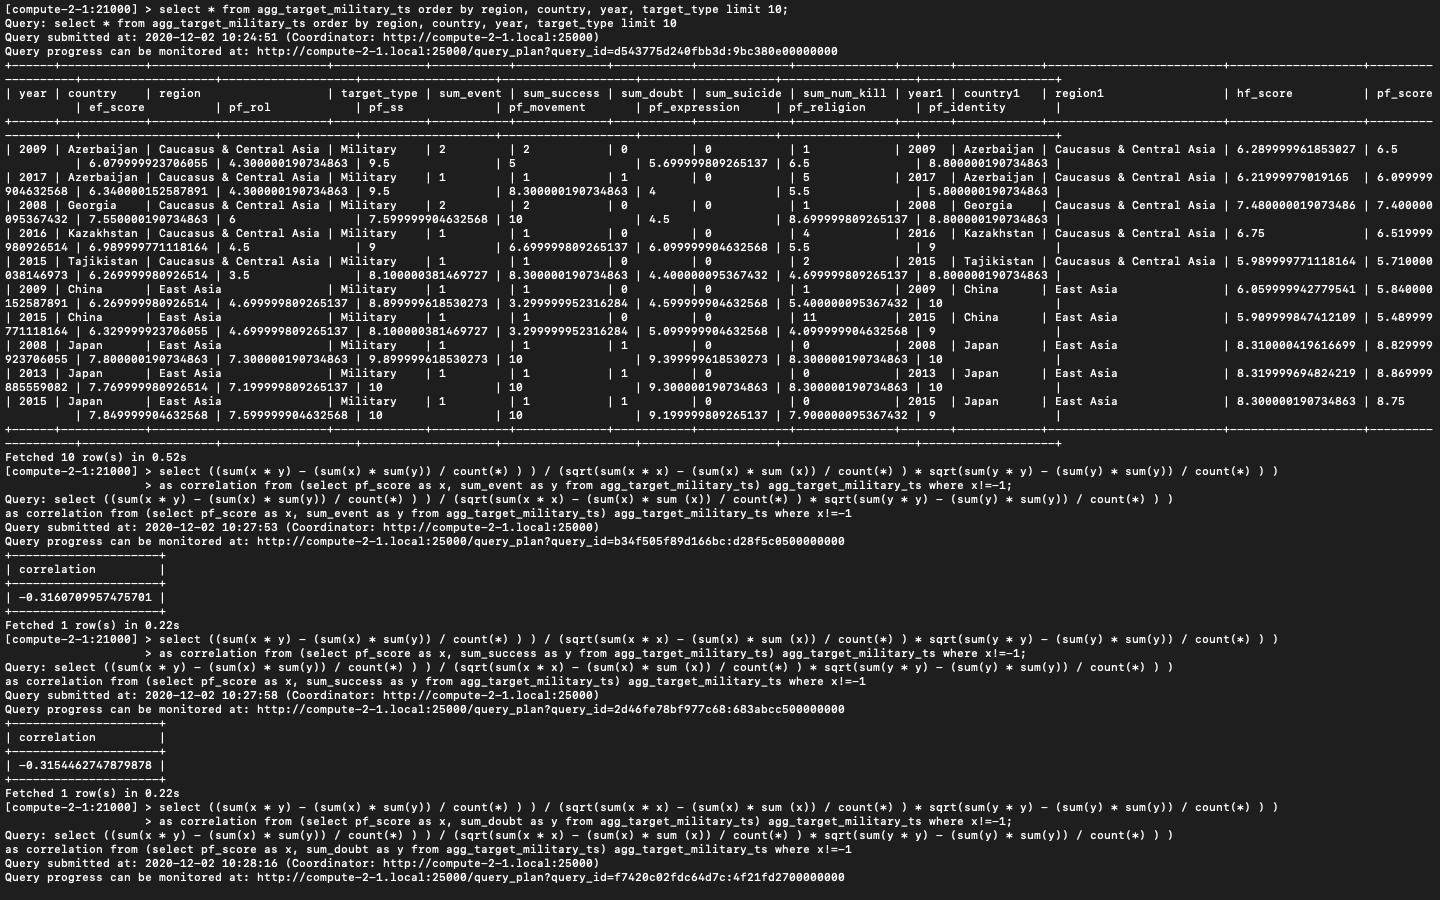 [compute-2-1:21000] > select * from agg_target_military_ts order by region, country, year, target_type limit 10;
Query: select * from agg_target_military_ts order by region, country, year, target_type limit 10
Query submitted at: 2020-12-02 10:24:51 (Coordinator: http://compute-2-1.local:25000)
Query progress can be monitored at: http://compute-2-1.local:25000/query_plan?query_id=d543775d240fbb3d:9bc380e00000000
+------+------------+------------------------+-------------+-----------+-------------+-----------+-------------+--------------+-------+------------+-------------------------+-------------------+---------
----------+-------------------+-------------------+-------------------+-------------------+-------------------+-------------------+-------------------+
| year | country    | region                  | target_type | sum_event | sum_success | sum_doubt | sum_suicide | sum_num_kill | year1 | country1   | region1                 | hf_score          | pf_score
          | ef_score          | pf_rol            | pf_ss             | pf_movement       | pf_expression     | pf_religion       | pf_identity       |
+------+------------+------------------------+-------------+-----------+-------------+-----------+-------------+--------------+-------+------------+-------------------------+-------------------+---------
----------+-------------------+-------------------+-------------------+-------------------+-------------------+-------------------+-------------------+
| 2009 | Azerbaijan | Caucasus & Central Asia | Military    | 2         | 2           | 0         | 0           | 1            | 2009  | Azerbaijan | Caucasus & Central Asia | 6.289999961853027 | 6.5
          | 6.079999923706055 | 4.300000190734863 | 9.5               | 5                 | 5.699999809265137 | 6.5               | 8.800000190734863 |
| 2017 | Azerbaijan | Caucasus & Central Asia | Military    | 1         | 1           | 1         | 0           | 5            | 2017  | Azerbaijan | Caucasus & Central Asia | 6.21999979019165  | 6.099999
904632568 | 6.340000152587891 | 4.300000190734863 | 9.5               | 8.300000190734863 | 4                 | 5.5               | 5.800000190734863 |
| 2008 | Georgia    | Caucasus & Central Asia | Military    | 2         | 2           | 0         | 0           | 1            | 2008  | Georgia    | Caucasus & Central Asia | 7.480000019073486 | 7.400000
095367432 | 7.550000190734863 | 6                 | 7.599999904632568 | 10                | 4.5               | 8.699999809265137 | 8.800000190734863 |
| 2016 | Kazakhstan | Caucasus & Central Asia | Military    | 1         | 1           | 0         | 0           | 4            | 2016  | Kazakhstan | Caucasus & Central Asia | 6.75              | 6.519999
980926514 | 6.989999771118164 | 4.5               | 9                 | 6.699999809265137 | 6.099999904632568 | 5.5               | 9                 |
| 2015 | Tajikistan | Caucasus & Central Asia | Military    | 1         | 1           | 0         | 0           | 2            | 2015  | Tajikistan | Caucasus & Central Asia | 5.989999771118164 | 5.710000
038146973 | 6.269999980926514 | 3.5               | 8.100000381469727 | 8.300000190734863 | 4.400000095367432 | 4.699999809265137 | 8.800000190734863 |
| 2009 | China      | East Asia               | Military    | 1         | 1           | 0         | 0           | 1            | 2009  | China      | East Asia               | 6.059999942779541 | 5.840000
152587891 | 6.269999980926514 | 4.699999809265137 | 8.899999618530273 | 3.299999952316284 | 4.599999904632568 | 5.400000095367432 | 10                |
| 2015 | China      | East Asia               | Military    | 1         | 1           | 0         | 0           | 11           | 2015  | China      | East Asia               | 5.909999847412109 | 5.489999
771118164 | 6.329999923706055 | 4.699999809265137 | 8.100000381469727 | 3.299999952316284 | 5.099999904632568 | 4.099999904632568 | 9                 |
| 2008 | Japan      | East Asia               | Military    | 1         | 1           | 1         | 0           | 0            | 2008  | Japan      | East Asia               | 8.310000419616699 | 8.829999
923706055 | 7.800000190734863 | 7.300000190734863 | 9.899999618530273 | 10                | 9.399999618530273 | 8.300000190734863 | 10                |
| 2013 | Japan      | East Asia               | Military    | 1         | 1           | 1         | 0           | 0            | 2013  | Japan      | East Asia               | 8.319999694824219 | 8.869999
885559082 | 7.769999980926514 | 7.199999809265137 | 10                | 10                | 9.300000190734863 | 8.300000190734863 | 10                |
| 2015 | Japan      | East Asia               | Military    | 1         | 1           | 1         | 0           | 0            | 2015  | Japan      | East Asia               | 8.300000190734863 | 8.75
          | 7.849999904632568 | 7.599999904632568 | 10                | 10                | 9.199999809265137 | 7.900000095367432 | 9                 |
+------+------------+------------------------+-------------+-----------+-------------+-----------+-------------+--------------+-------+------------+-------------------------+-------------------+---------
----------+-------------------+-------------------+-------------------+-------------------+-------------------+-------------------+-------------------+
Fetched 10 row(s) in 0.52s
[compute-2-1:21000] > select ((sum(x * y) - (sum(x) * sum(y)) / count(*) ) ) / (sqrt(sum(x * x) - (sum(x) * sum (x)) / count(*) ) * sqrt(sum(y * y) - (sum(y) * sum(y)) / count(*) ) )
> as correlation from (select pf_score as x, sum_event as y from agg_target_military_ts) agg_target_military_ts where x!=-1;
Query: select ((sum(x * y) - (sum(x) * sum(y)) / count(*) ) ) / (sqrt(sum(x * x) - (sum(x) * sum (x)) / count(*) ) * sqrt(sum(y * y) - (sum(y) * sum(y)) / count(*) ) )
as correlation from (select pf_score as x, sum_event as y from agg_target_military_ts) agg_target_military_ts where x!=-1
Query submitted at: 2020-12-02 10:27:53 (Coordinator: http://compute-2-1.local:25000)
Query progress can be monitored at: http://compute-2-1.local:25000/query_plan?query_id=b34f505f89d166bc:d28f5c0500000000
+---------------------+
| correlation         |
+---------------------+
| -0.3160709957475701 |
+---------------------+
Fetched 1 row(s) in 0.22s
[compute-2-1:21000] > select ((sum(x * y) - (sum(x) * sum(y)) / count(*) ) ) / (sqrt(sum(x * x) - (sum(x) * sum (x)) / count(*) ) * sqrt(sum(y * y) - (sum(y) * sum(y)) / count(*) ) )
> as correlation from (select pf_score as x, sum_success as y from agg_target_military_ts) agg_target_military_ts where x!=-1;
Query: select ((sum(x * y) - (sum(x) * sum(y)) / count(*) ) ) / (sqrt(sum(x * x) - (sum(x) * sum (x)) / count(*) ) * sqrt(sum(y * y) - (sum(y) * sum(y)) / count(*) ) )
as correlation from (select pf_score as x, sum_success as y from agg_target_military_ts) agg_target_military_ts where x!=-1
Query submitted at: 2020-12-02 10:27:58 (Coordinator: http://compute-2-1.local:25000)
Query progress can be monitored at: http://compute-2-1.local:25000/query_plan?query_id=2d46fe78bf977c68:683abcc500000000
+---------------------+
| correlation         |
+---------------------+
| -0.3154462747879878 |
+---------------------+
Fetched 1 row(s) in 0.22s
[compute-2-1:21000] > select ((sum(x * y) - (sum(x) * sum(y)) / count(*) ) ) / (sqrt(sum(x * x) - (sum(x) * sum (x)) / count(*) ) * sqrt(sum(y * y) - (sum(y) * sum(y)) / count(*) ) )
> as correlation from (select pf_score as x, sum_doubt as y from agg_target_military_ts) agg_target_military_ts where x!=-1;
Query: select ((sum(x * y) - (sum(x) * sum(y)) / count(*) ) ) / (sqrt(sum(x * x) - (sum(x) * sum (x)) / count(*) ) * sqrt(sum(y * y) - (sum(y) * sum(y)) / count(*) ) )
as correlation from (select pf_score as x, sum_doubt as y from agg_target_military_ts) agg_target_military_ts where x!=-1
Query submitted at: 2020-12-02 10:28:16 (Coordinator: http://compute-2-1.local:25000)
Query progress can be monitored at: http://compute-2-1.local:25000/query_plan?query_id=f7420c02fdc64d7c:4f21fd2700000000